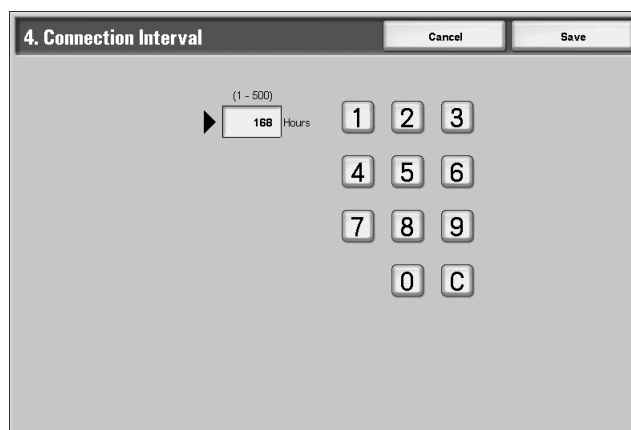 4. Connection Interval
Cancel
Save
(1 - 500)
168 Hours
1 2 3
4 5 6
7 8 9
0 C